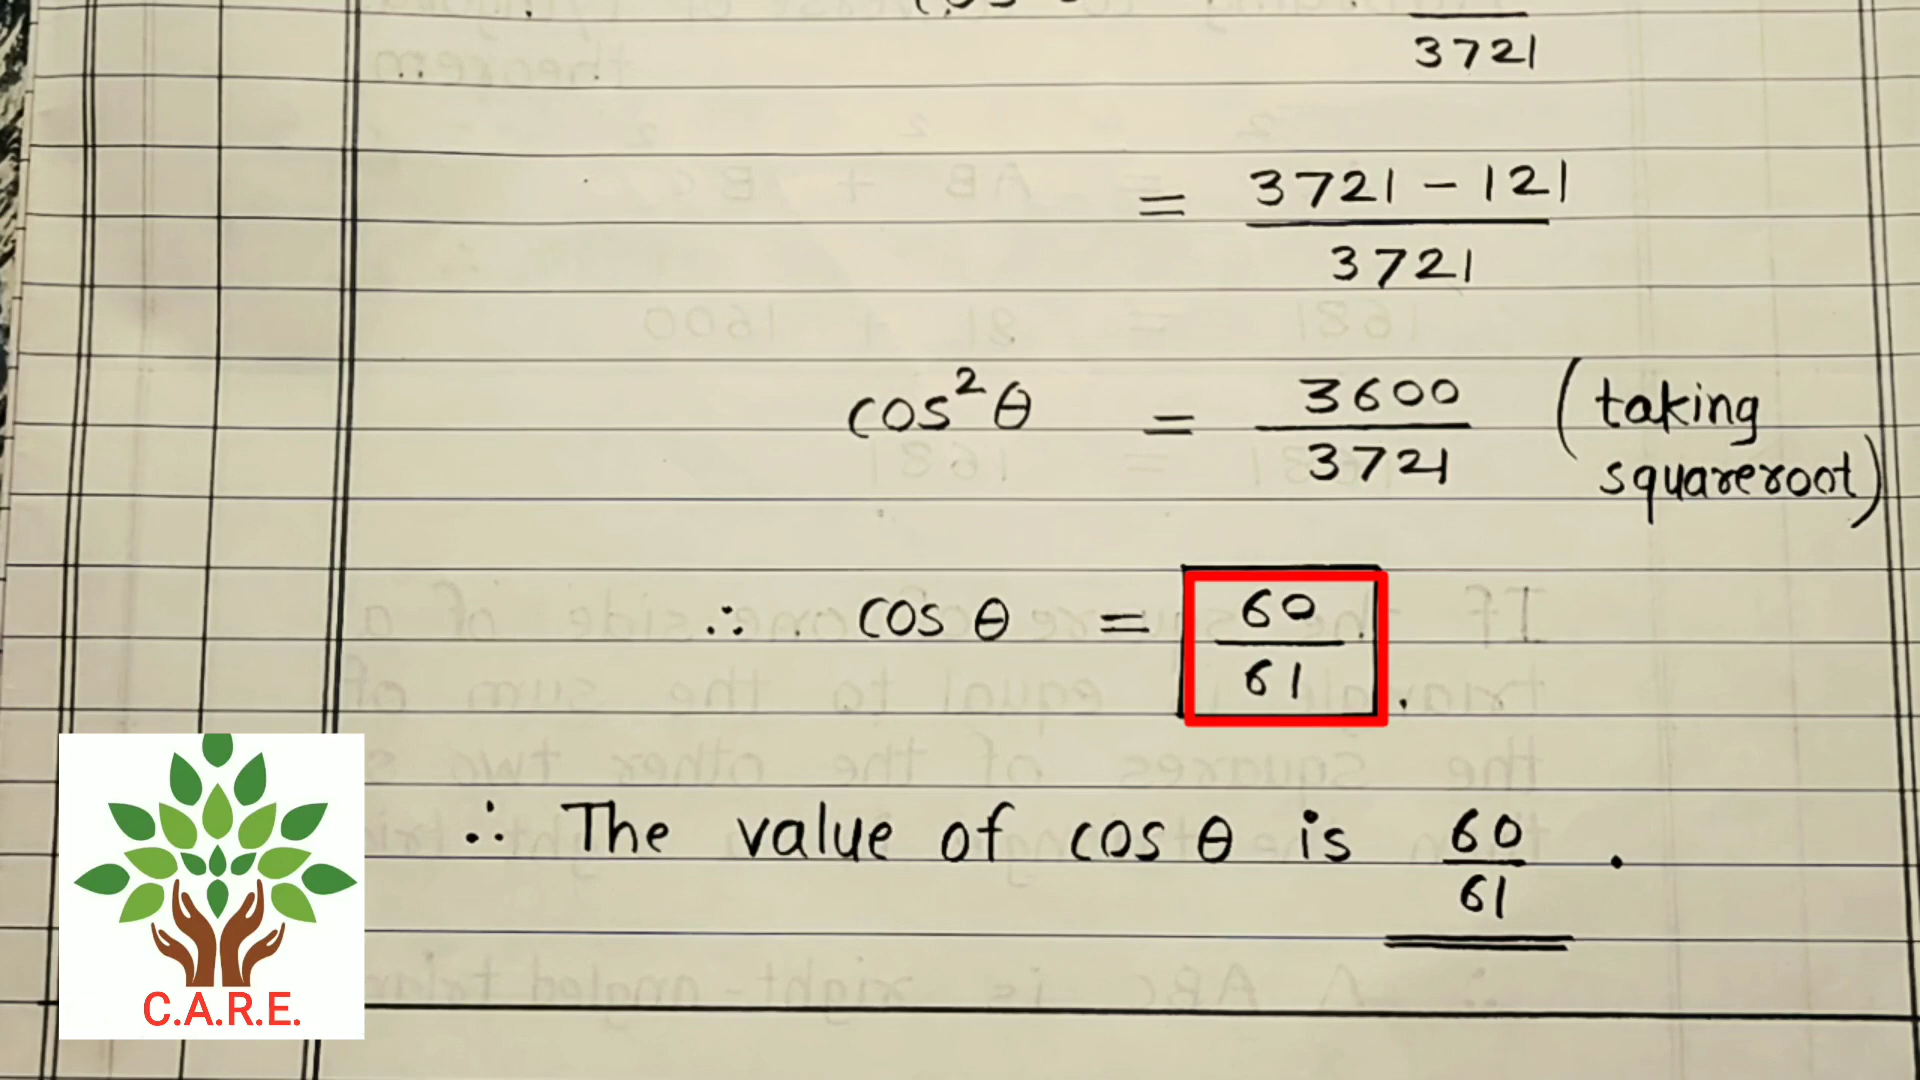 3721
= 3721 - 121 / 3721
cos²θ = 3600 / 3721 (taking squareroot)
∴ cos θ = 60 / 61 .
∴ The value of cos θ is 60 / 61 .
C.A.R.E.